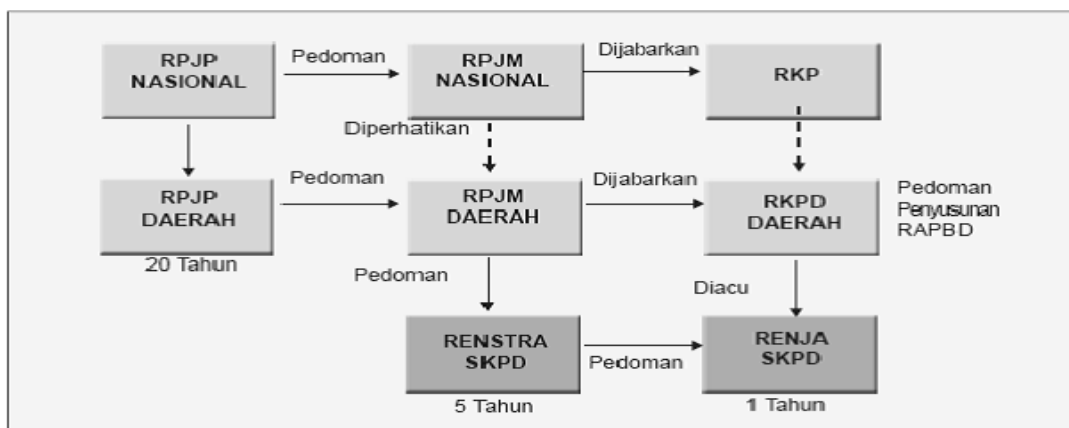 RPJP
NASIONAL
Pedoman
RPJM
NASIONAL
Dijabarkan
RKP
Diperhatikan
RPJP
DAERAH
20 Tahun
Pedoman
RPJM
DAERAH
Dijabarkan
RKPD
DAERAH
Pedoman
Penyusunan
RAPBD
Pedoman
Diacu
RENSTRA
SKPD
5 Tahun
Pedoman
RENJA
SKPD
1 Tahun